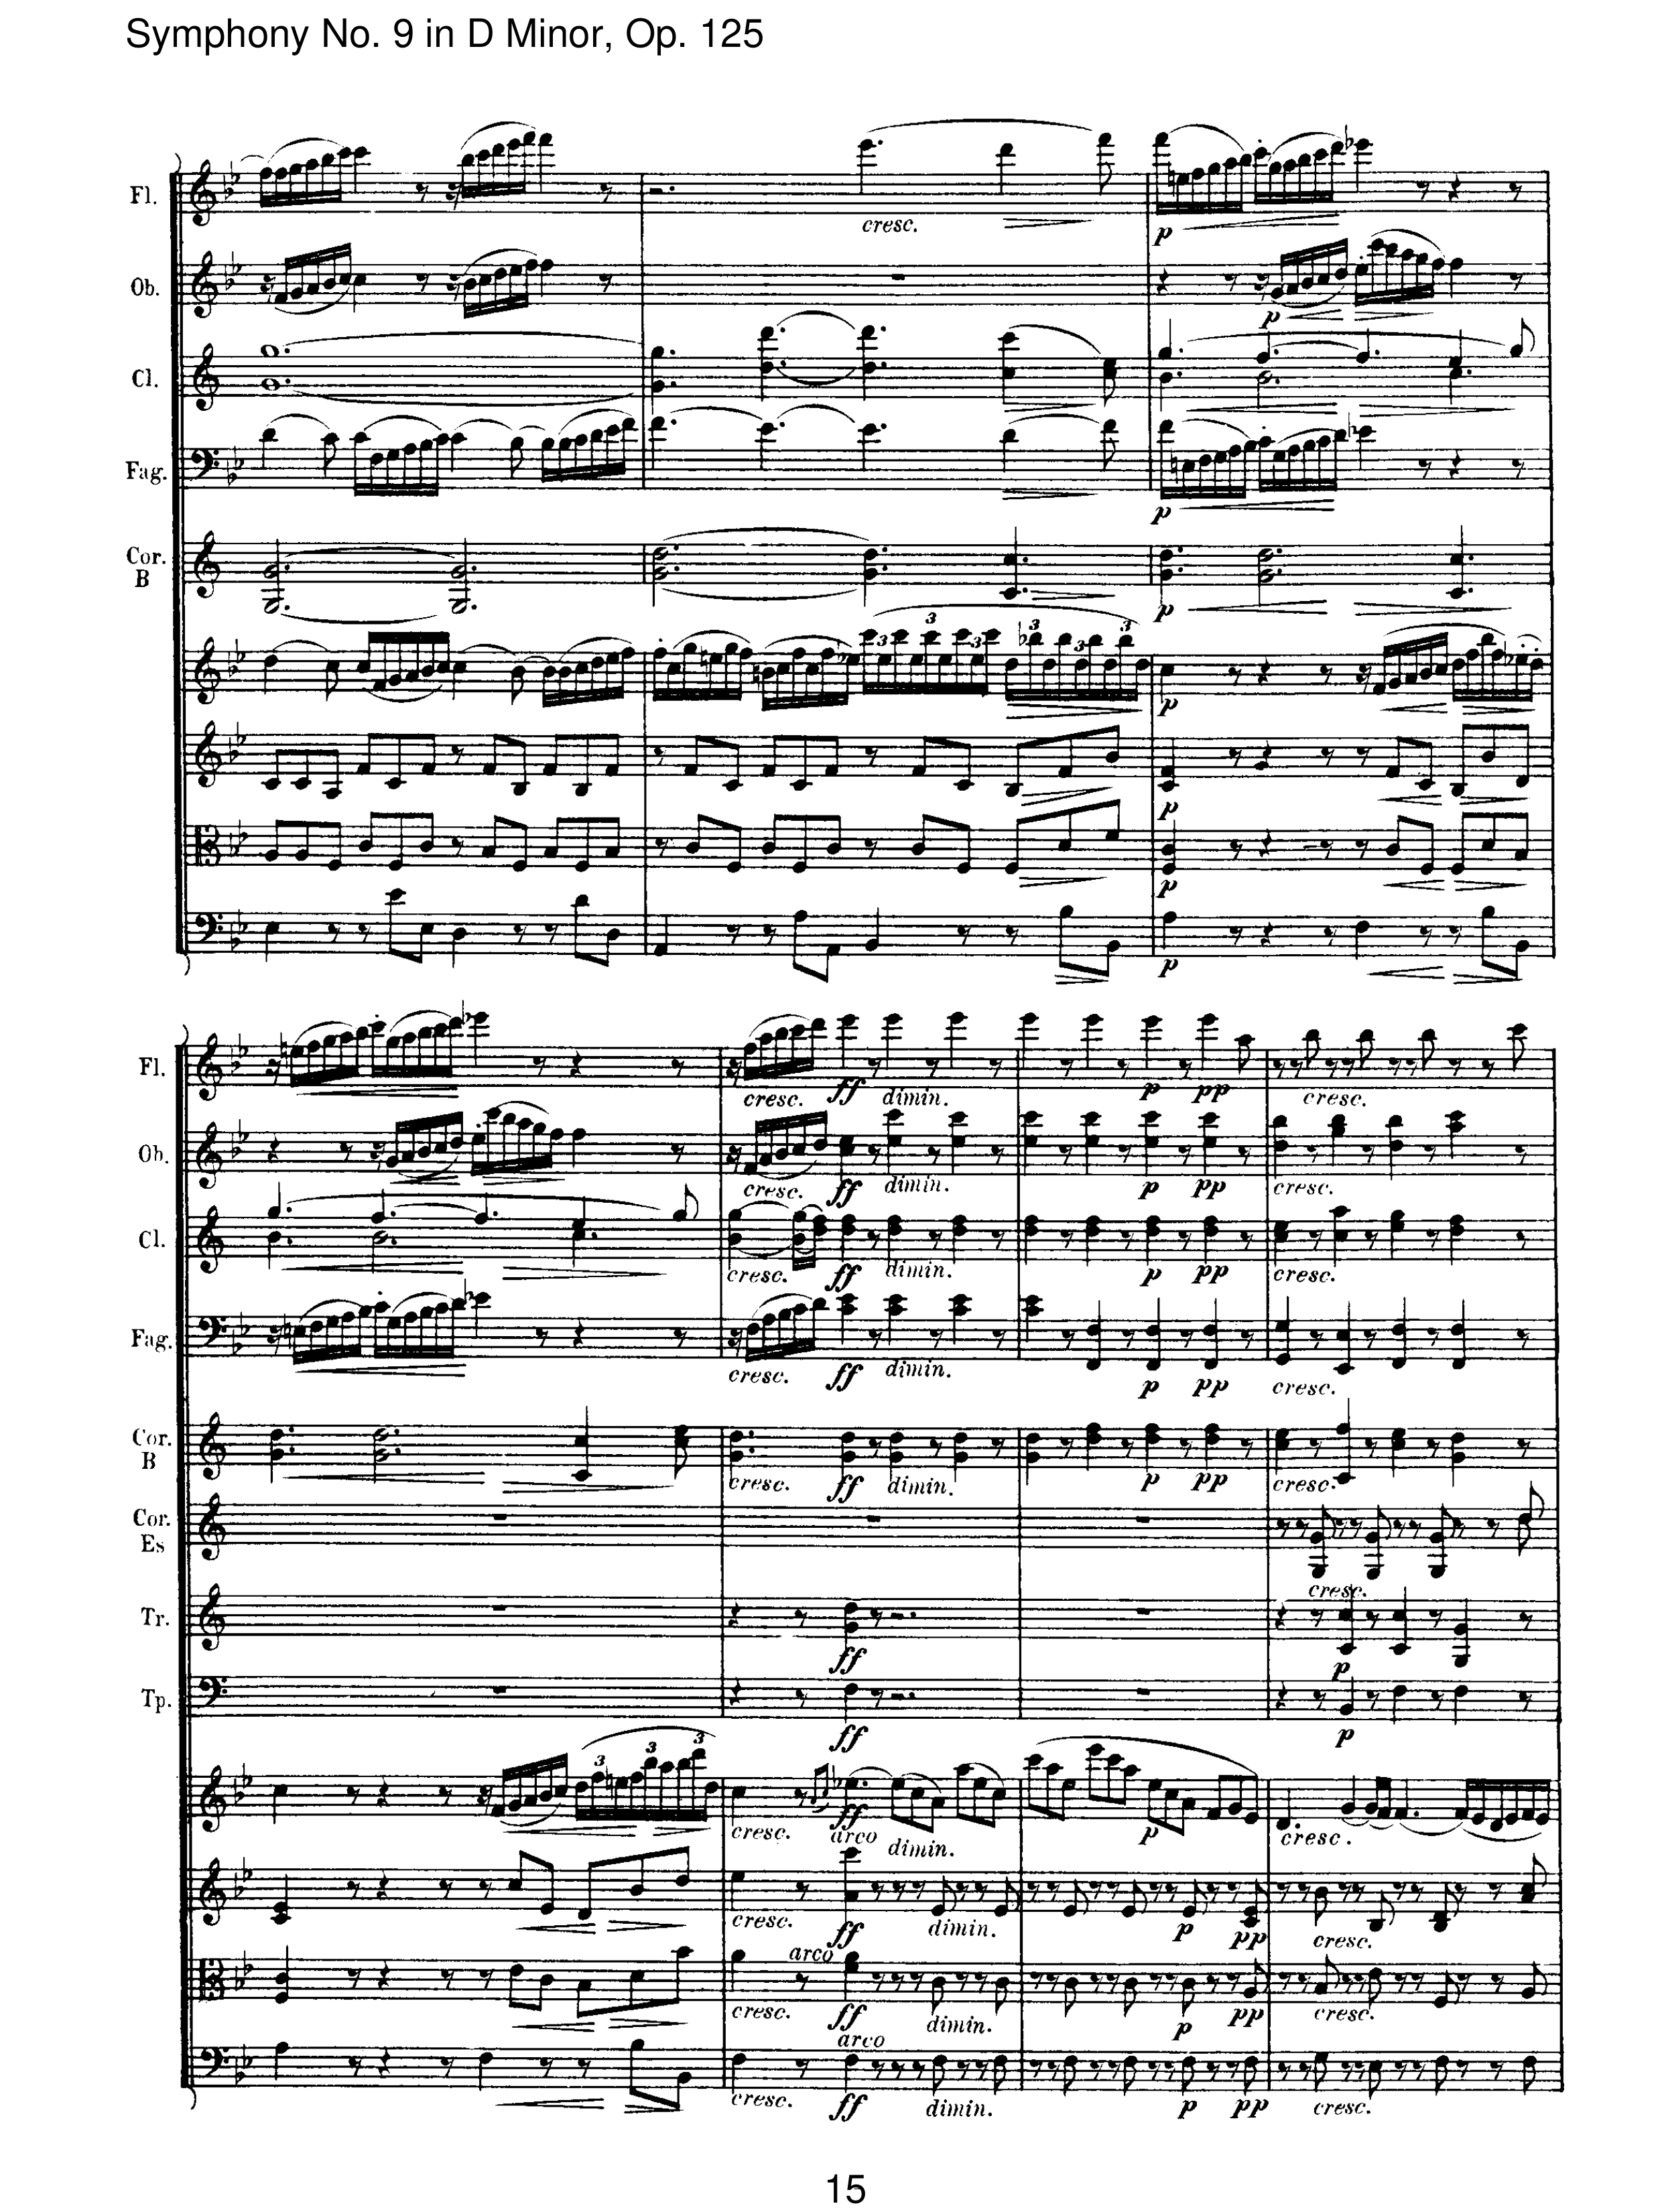 Symphony No. 9 in D Minor, Op. 125
Fl.
cresc.
p
Ob.
p
Cl.
Fag.
p
Cor.
B
p
3 3 3 3 3 3 3
p
p
p
p
Fl.
cresc. ff dimin. p pp cresc.
Ob.
cresc. ff dimin. p pp cresc.
Cl.
cresc. ff dimin. p pp cresc.
Fag.
cresc. ff dimin. p pp cresc.
Cor.
B
cresc. ff dimin. p pp cresc.
Cor.
Es
cresc.
Tr.
ff p
Tp.
ff p
3 3 3
cresc. ff dimin. p cresc.
arco
cresc. ff dimin. p pp cresc.
arco
cresc. ff dimin. p pp cresc.
arco
cresc. ff dimin. p pp cresc.
15